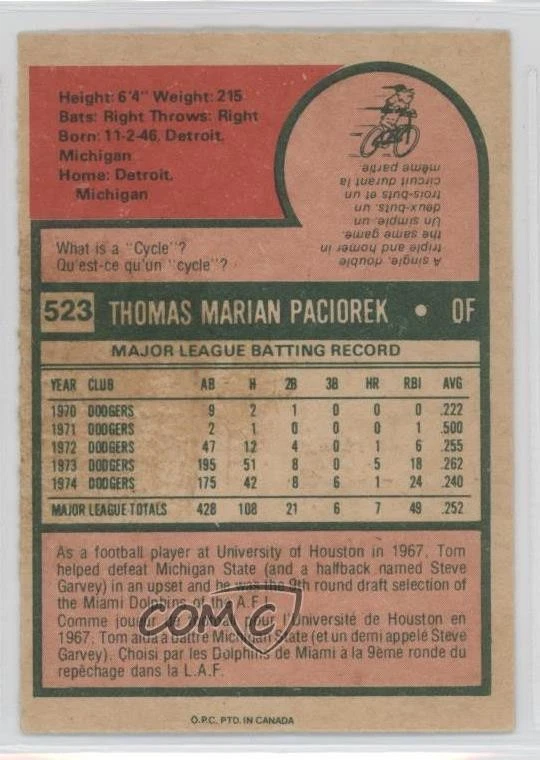 Height: 6'4" Weight: 215
Bats: Right Throws: Right
Born: 11-2-46, Detroit,
Michigan
Home: Detroit,
Michigan
What is a "Cycle"?
Qu'est-ce qu'un "cycle"?
A single, double,
triple and homer in
the same game.
Un simple, un
deux-buts, un
trois-buts et un
circuit durant la
même partie.
523 THOMAS MARIAN PACIOREK • OF
MAJOR LEAGUE BATTING RECORD
YEAR CLUB AB H 2B 3B HR RBI AVG
1970 DODGERS 9 2 1 0 0 0 .222
1971 DODGERS 2 1 0 0 0 1 .500
1972 DODGERS 47 12 4 0 1 6 .255
1973 DODGERS 195 51 8 0 5 18 .262
1974 DODGERS 175 42 8 6 1 24 .240
MAJOR LEAGUE TOTALS 428 108 21 6 7 49 .252
As a football player at University of Houston in 1967, Tom
helped defeat Michigan State (and a halfback named Steve
Garvey) in an upset and he was the 9th round draft selection of
the Miami Dolphins of the A.F.L.
Comme joueur de football pour l'Université de Houston en
1967, Tom aida à battre Michigan State (et un demi appelé Steve
Garvey). Choisi par les Dolphins de Miami à la 9ème ronde du
repêchage dans la L.A.F.
COMC
O.P.C. PTD. IN CANADA